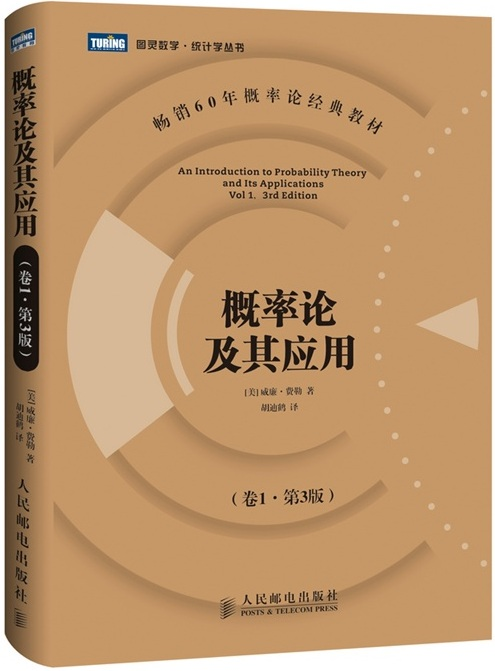 TURING
图灵教育
图灵数学·统计学丛书
畅销60年概率论经典教材
An Introduction to Probability Theory
and Its Applications
Vol 1, 3rd Edition
概率论
及其应用
[美] 威廉·费勒 著
胡迪鹤 译
(卷1·第3版)
人民邮电出版社
POSTS & TELECOM PRESS
TURING
概率论及其应用
(卷1·第3版)
[美] 威廉·费勒 著
胡迪鹤 译
人民邮电出版社